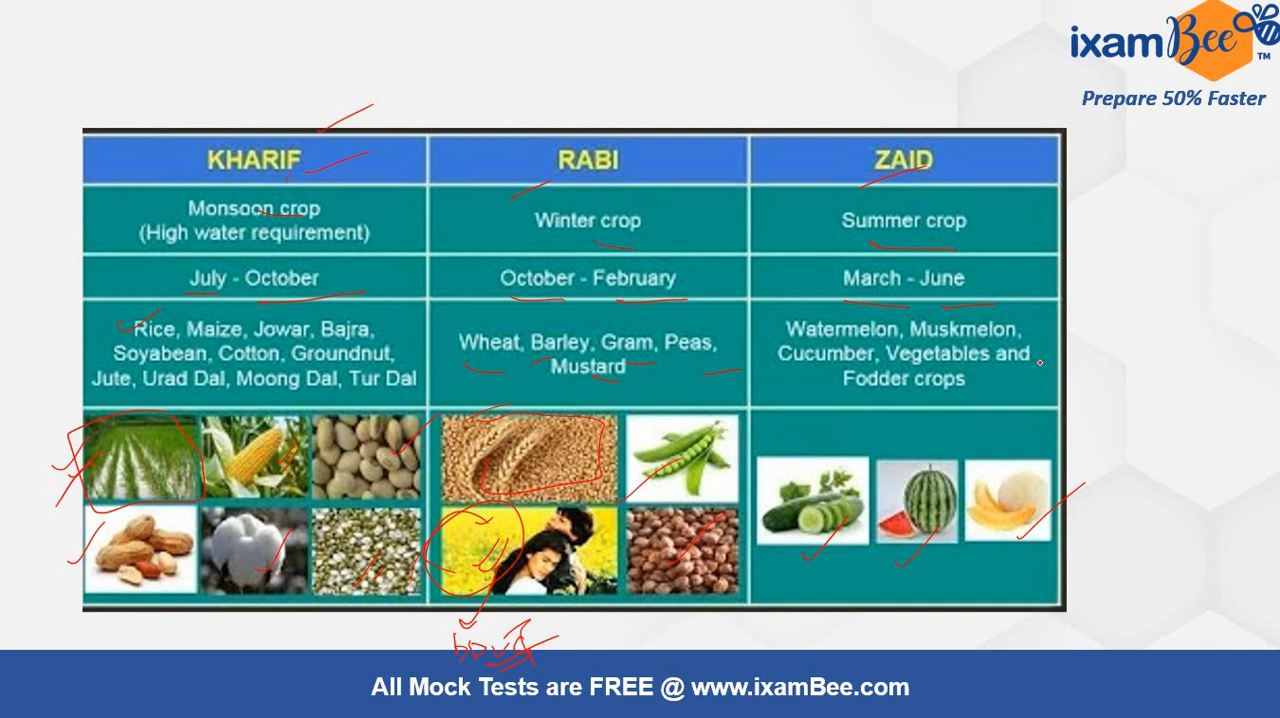 ixamBee™
Prepare 50% Faster
KHARIF
RABI
ZAID
Monsoon crop
(High water requirement)
Winter crop
Summer crop
July - October
October - February
March - June
Rice, Maize, Jowar, Bajra,
Soyabean, Cotton, Groundnut,
Jute, Urad Dal, Moong Dal, Tur Dal
Wheat, Barley, Gram, Peas,
Mustard
Watermelon, Muskmelon,
Cucumber, Vegetables and
Fodder crops
All Mock Tests are FREE @ www.ixamBee.com